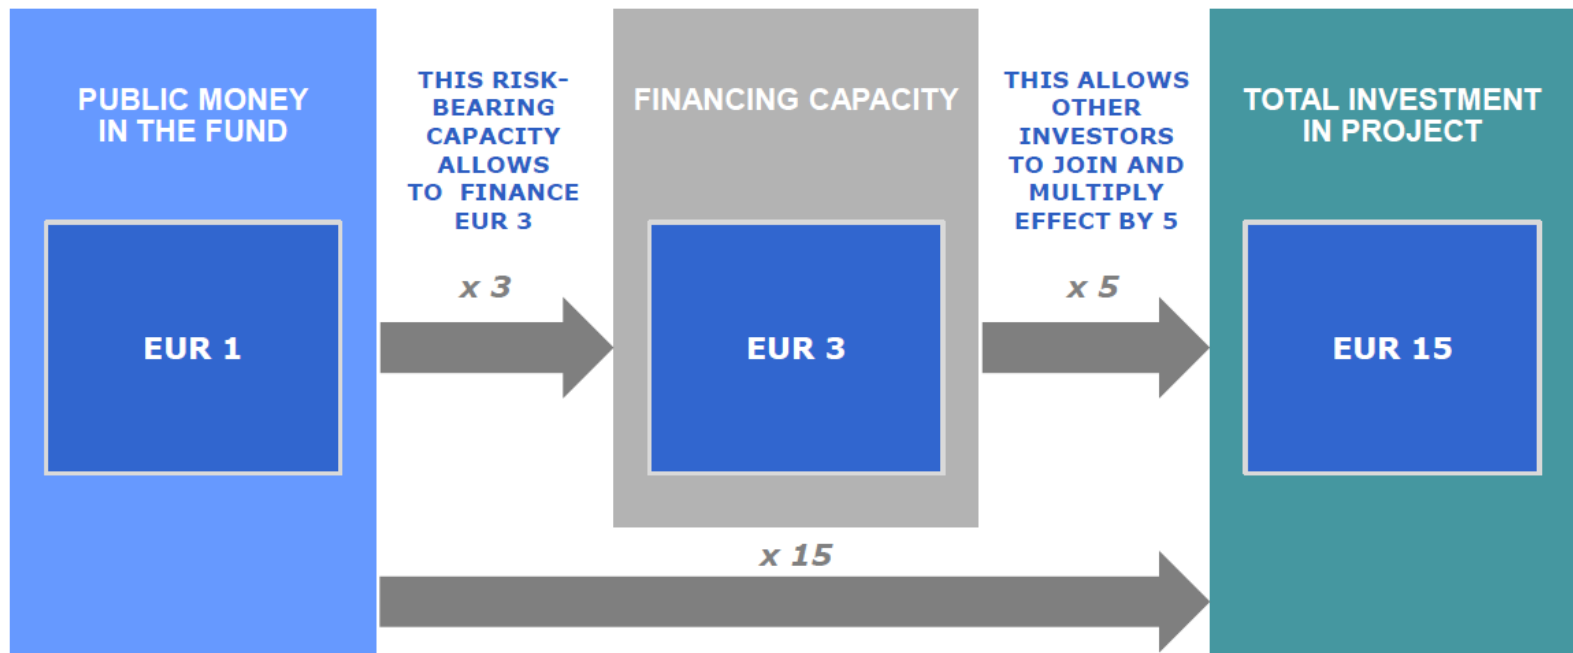 PUBLIC MONEY
IN THE FUND
EUR 1
THIS RISK-
BEARING
CAPACITY
ALLOWS
TO FINANCE
EUR 3
x 3
FINANCING CAPACITY
EUR 3
THIS ALLOWS
OTHER
INVESTORS
TO JOIN AND
MULTIPLY
EFFECT BY 5
x 5
TOTAL INVESTMENT
IN PROJECT
EUR 15
x 15